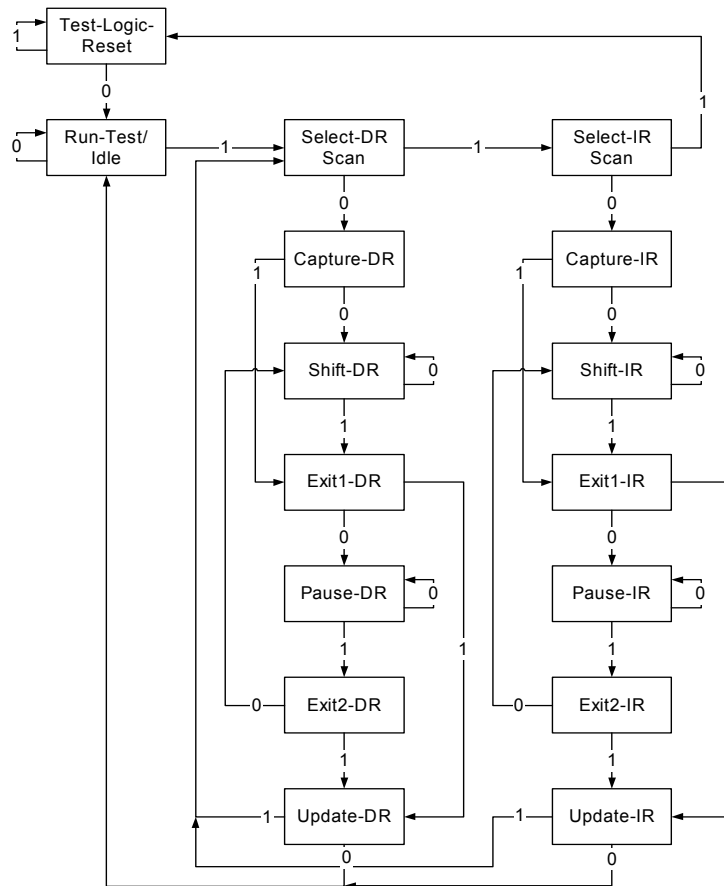 Test-Logic-
Reset
1
0
1
Run-Test/
Idle
0
1
Select-DR
Scan
1
Select-IR
Scan
0
0
Capture-DR
1
Capture-IR
1
0
0
Shift-DR
0
Shift-IR
0
1
1
Exit1-DR
Exit1-IR
0
0
Pause-DR
0
Pause-IR
0
1
1
1
Exit2-DR
0
Exit2-IR
0
1
1
Update-DR
1
Update-IR
1
0
0